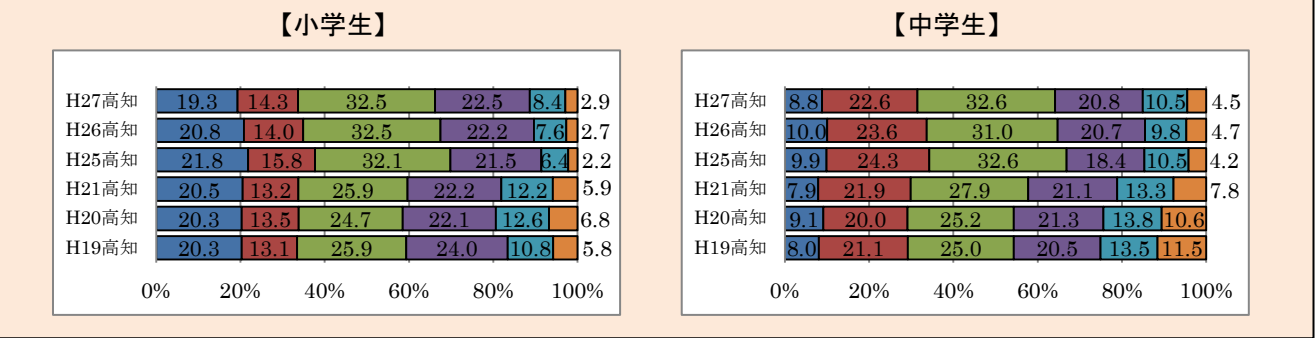 【小学生】
H27高知 19.3 14.3 32.5 22.5 8.4 2.9
H26高知 20.8 14.0 32.5 22.2 7.6 2.7
H25高知 21.8 15.8 32.1 21.5 6.4 2.2
H21高知 20.5 13.2 25.9 22.2 12.2 5.9
H20高知 20.3 13.5 24.7 22.1 12.6 6.8
H19高知 20.3 13.1 25.9 24.0 10.8 5.8
0% 20% 40% 60% 80% 100%
【中学生】
H27高知 8.8 22.6 32.6 20.8 10.5 4.5
H26高知 10.0 23.6 31.0 20.7 9.8 4.7
H25高知 9.9 24.3 32.6 18.4 10.5 4.2
H21高知 7.9 21.9 27.9 21.1 13.3 7.8
H20高知 9.1 20.0 25.2 21.3 13.8 10.6
H19高知 8.0 21.1 25.0 20.5 13.5 11.5
0% 20% 40% 60% 80% 100%